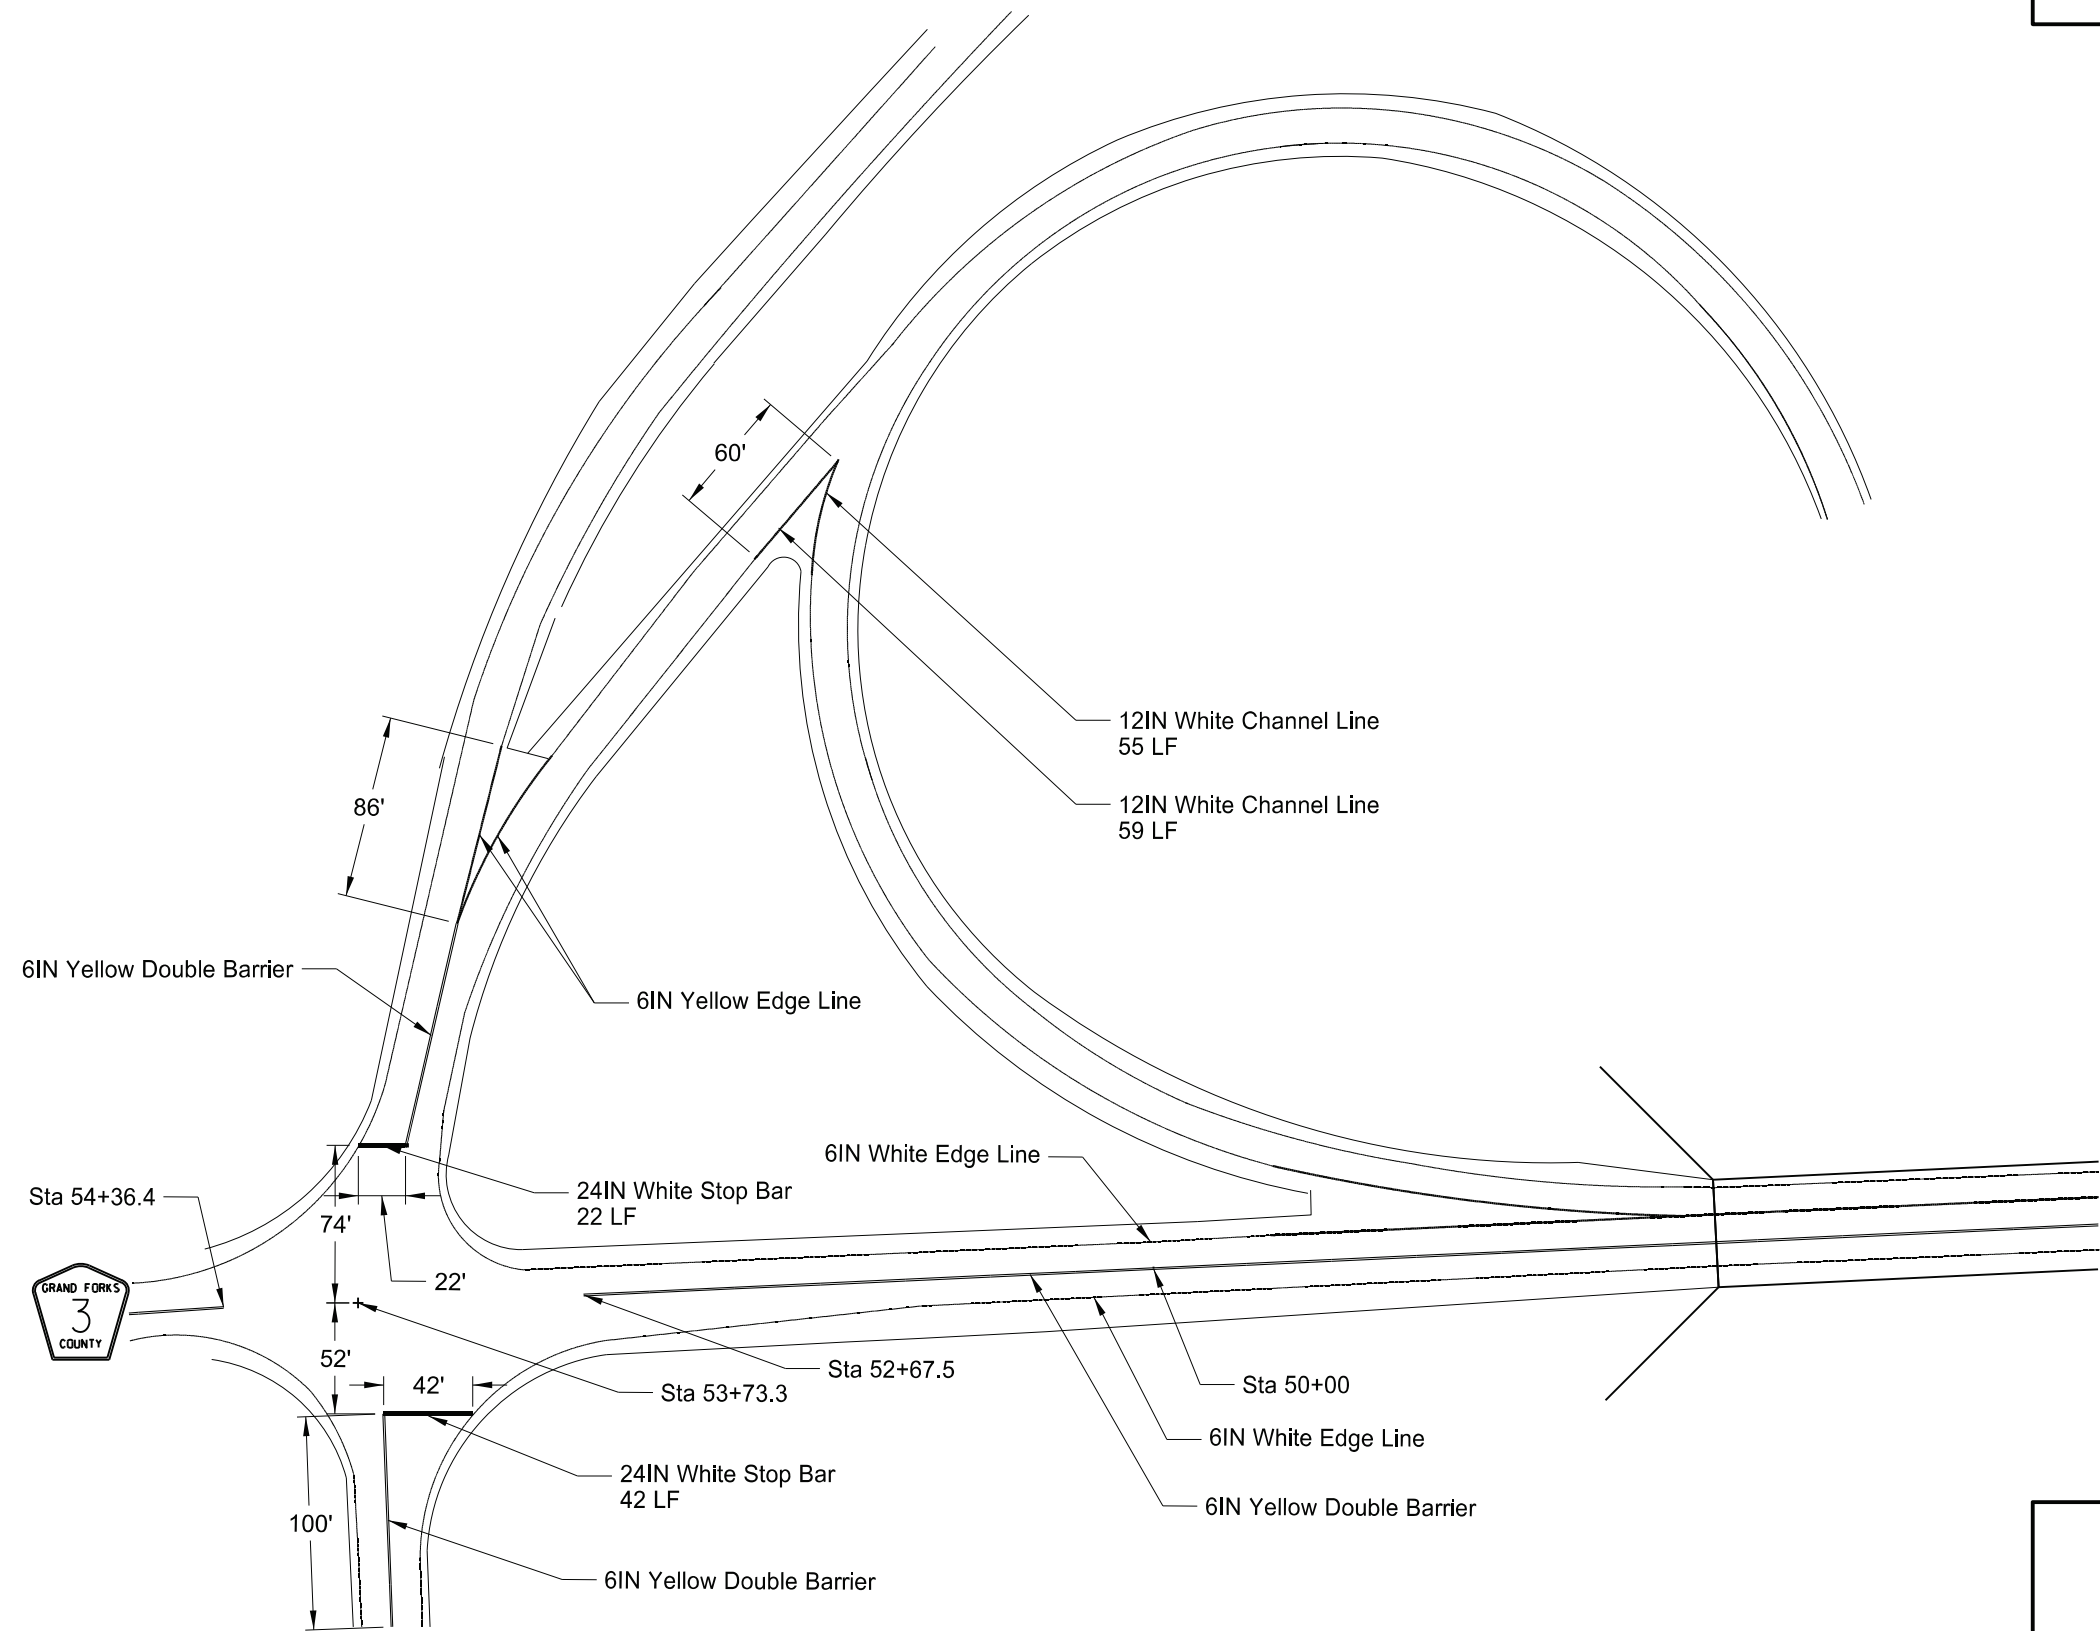 60'
12IN White Channel Line
55 LF
86'
12IN White Channel Line
59 LF
6IN Yellow Double Barrier
6IN Yellow Edge Line
6IN White Edge Line
24IN White Stop Bar
22 LF
Sta 54+36.4
74'
22'
GRAND FORKS
3
COUNTY
52'
42'
Sta 53+73.3
Sta 52+67.5
Sta 50+00
6IN White Edge Line
24IN White Stop Bar
42 LF
6IN Yellow Double Barrier
100'
6IN Yellow Double Barrier